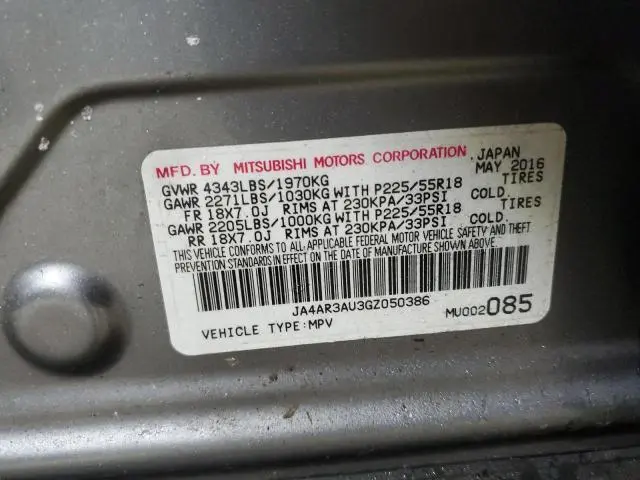 MFD. BY MITSUBISHI MOTORS CORPORATION JAPAN
GVWR 4343LBS/1970KG MAY 2016
GAWR 2271LBS/1030KG WITH P225/55R18 TIRES
FR 18X7.0J RIMS AT 230KPA/33PSI COLD.
GAWR 2205LBS/1000KG WITH P225/55R18 TIRES
RR 18X7.0J RIMS AT 230KPA/33PSI COLD.
THIS VEHICLE CONFORMS TO ALL APPLICABLE FEDERAL MOTOR VEHICLE SAFETY AND
THEFT PREVENTION STANDARDS IN EFFECT ON THE DATE OF MANUFACTURE SHOWN ABOVE.
JA4AR3AU3GZ050386
VEHICLE TYPE:MPV MU002085